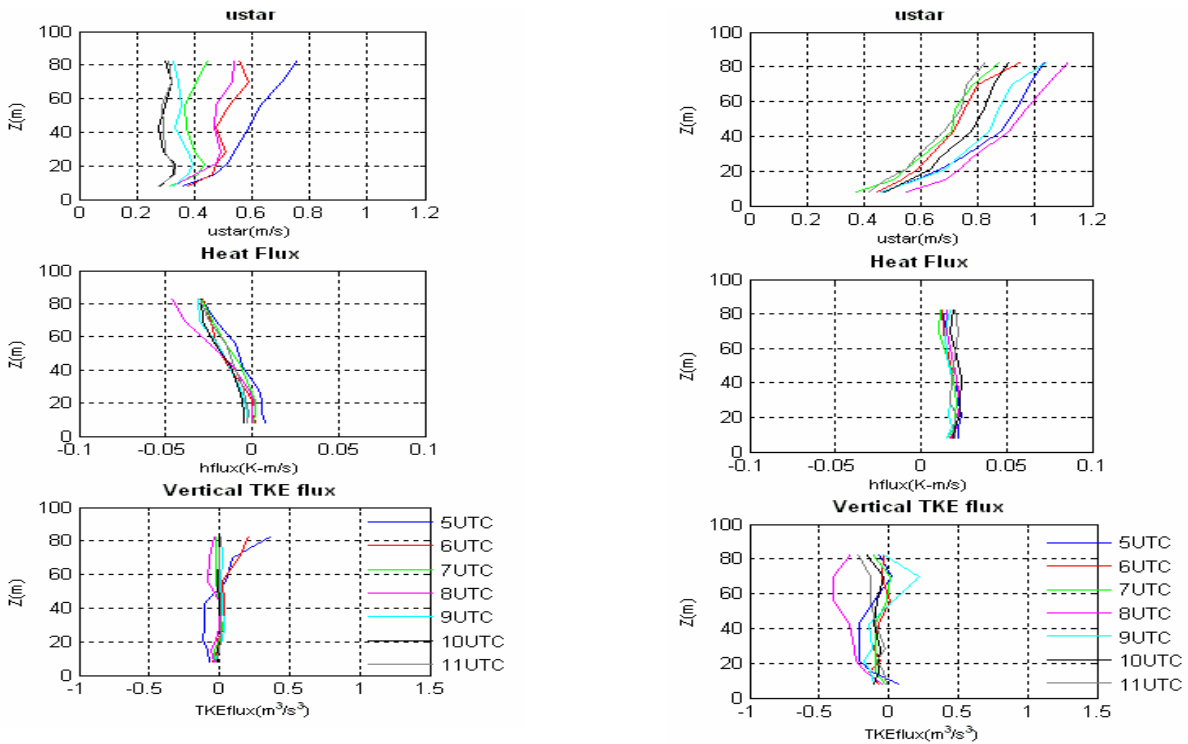 ustar
100
80
60
40
20
0
Z(m)
0 0.2 0.4 0.6 0.8 1 1.2
ustar(m/s)
Heat Flux
100
80
60
40
20
0
Z(m)
-0.1 -0.05 0 0.05 0.1
hflux(K-m/s)
Vertical TKE flux
100
80
60
40
20
0
Z(m)
-1 -0.5 0 0.5 1 1.5
TKEflux(m³/s³)
5UTC
6UTC
7UTC
8UTC
9UTC
10UTC
11UTC
ustar
100
80
60
40
20
0
Z(m)
0 0.2 0.4 0.6 0.8 1 1.2
ustar(m/s)
Heat Flux
100
80
60
40
20
0
Z(m)
-0.1 -0.05 0 0.05 0.1
hflux(K-m/s)
Vertical TKE flux
100
80
60
40
20
0
Z(m)
-1 -0.5 0 0.5 1 1.5
TKEflux(m³/s³)
5UTC
6UTC
7UTC
8UTC
9UTC
10UTC
11UTC